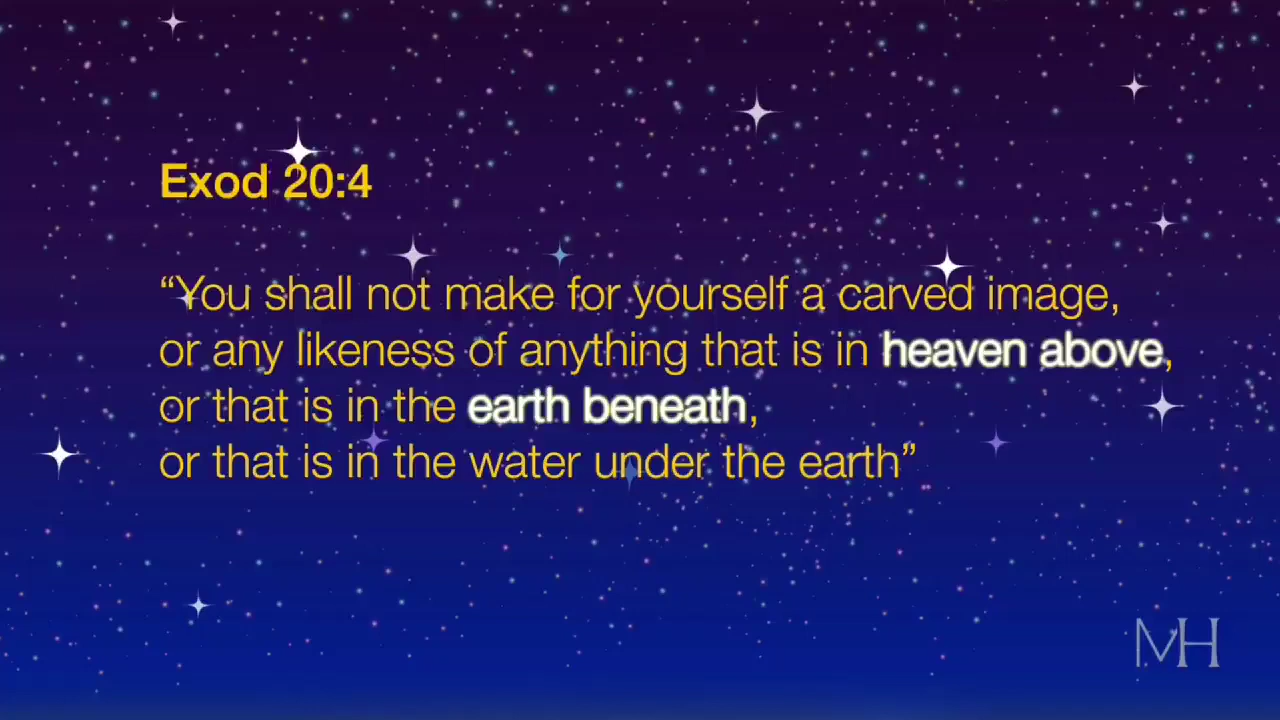 Exod 20:4
“You shall not make for yourself a carved image,
or any likeness of anything that is in heaven above,
or that is in the earth beneath,
or that is in the water under the earth”
MH